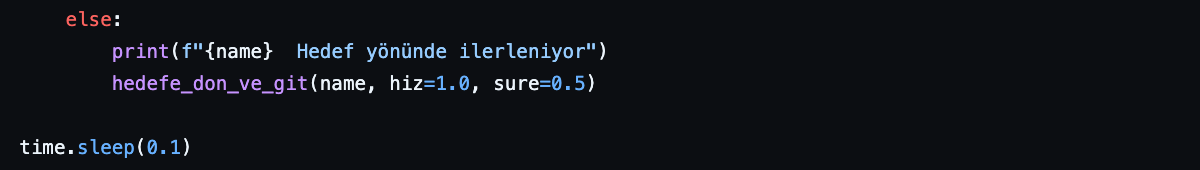 else:
print(f"{name}  Hedef yönünde ilerleniyor")
hedefe_don_ve_git(name, hiz=1.0, sure=0.5)
time.sleep(0.1)